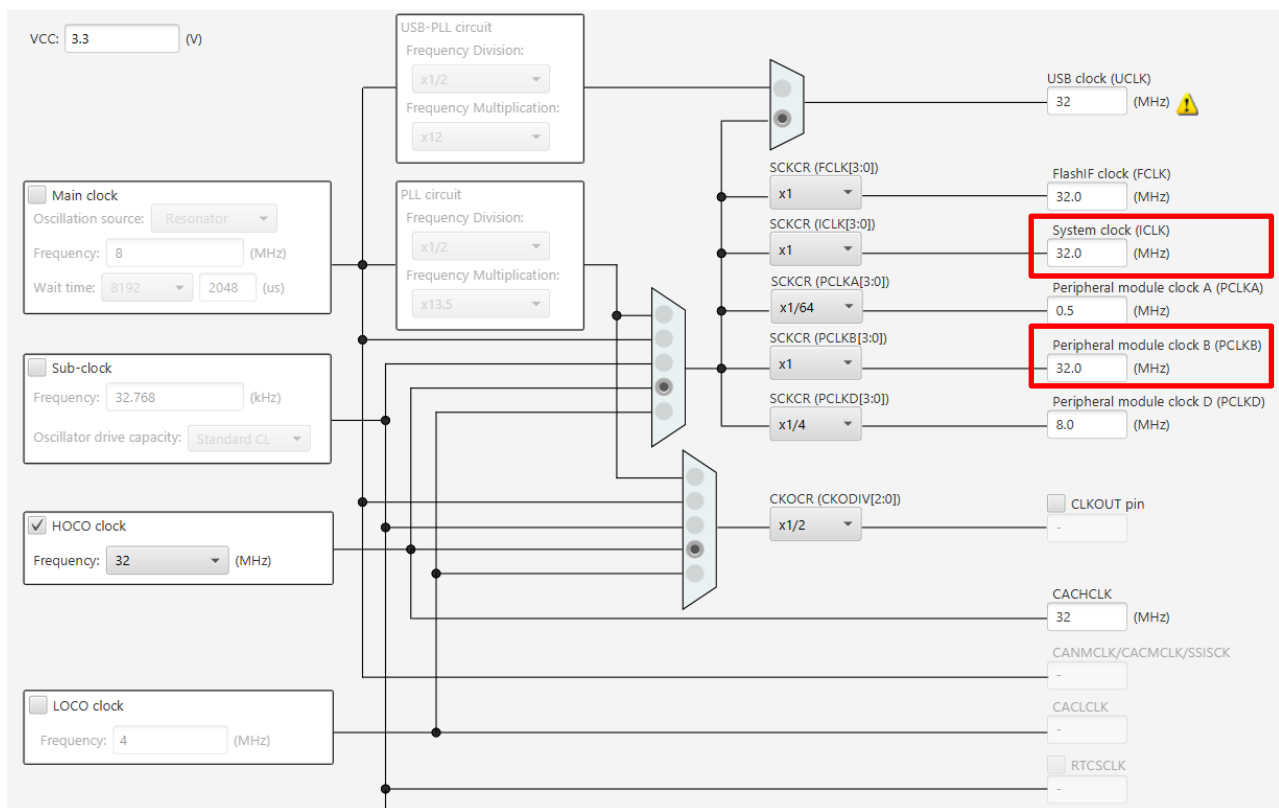 VCC: 3.3 (V)
USB-PLL circuit
Frequency Division:
x1/2
Frequency Multiplication:
x12
USB clock (UCLK)
32 (MHz)
Main clock
Oscillation source: Resonator
Frequency: 8 (MHz)
Wait time: 8192 2048 (us)
PLL circuit
Frequency Division:
x1/2
Frequency Multiplication:
x13.5
SCKCR (FCLK[3:0])
x1
FlashIF clock (FCLK)
32.0 (MHz)
SCKCR (ICLK[3:0])
x1
System clock (ICLK)
32.0 (MHz)
SCKCR (PCLKA[3:0])
x1/64
Peripheral module clock A (PCLKA)
0.5 (MHz)
SCKCR (PCLKB[3:0])
x1
Peripheral module clock B (PCLKB)
32.0 (MHz)
SCKCR (PCLKD[3:0])
x1/4
Peripheral module clock D (PCLKD)
8.0 (MHz)
Sub-clock
Frequency: 32.768 (kHz)
Oscillator drive capacity: Standard CL
HOCO clock
Frequency: 32 (MHz)
CKOCR (CKODIV[2:0])
x1/2
CLKOUT pin
-
CACHCLK
32 (MHz)
CANMCLK/CACMCLK/SSISCK
-
LOCO clock
Frequency: 4 (MHz)
CACLCLK
-
RTCSCLK
-